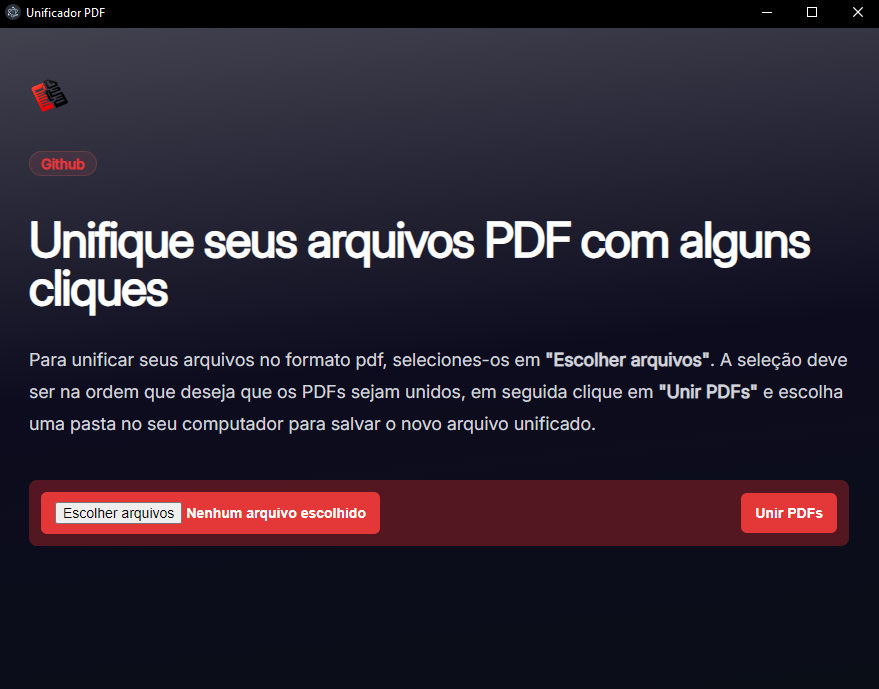 Unificador PDF
Github
Unifique seus arquivos PDF com alguns
cliques
Para unificar seus arquivos no formato pdf, seleciones-os em "Escolher arquivos". A seleção deve
ser na ordem que deseja que os PDFs sejam unidos, em seguida clique em "Unir PDFs" e escolha
uma pasta no seu computador para salvar o novo arquivo unificado.
Escolher arquivos Nenhum arquivo escolhido
Unir PDFs